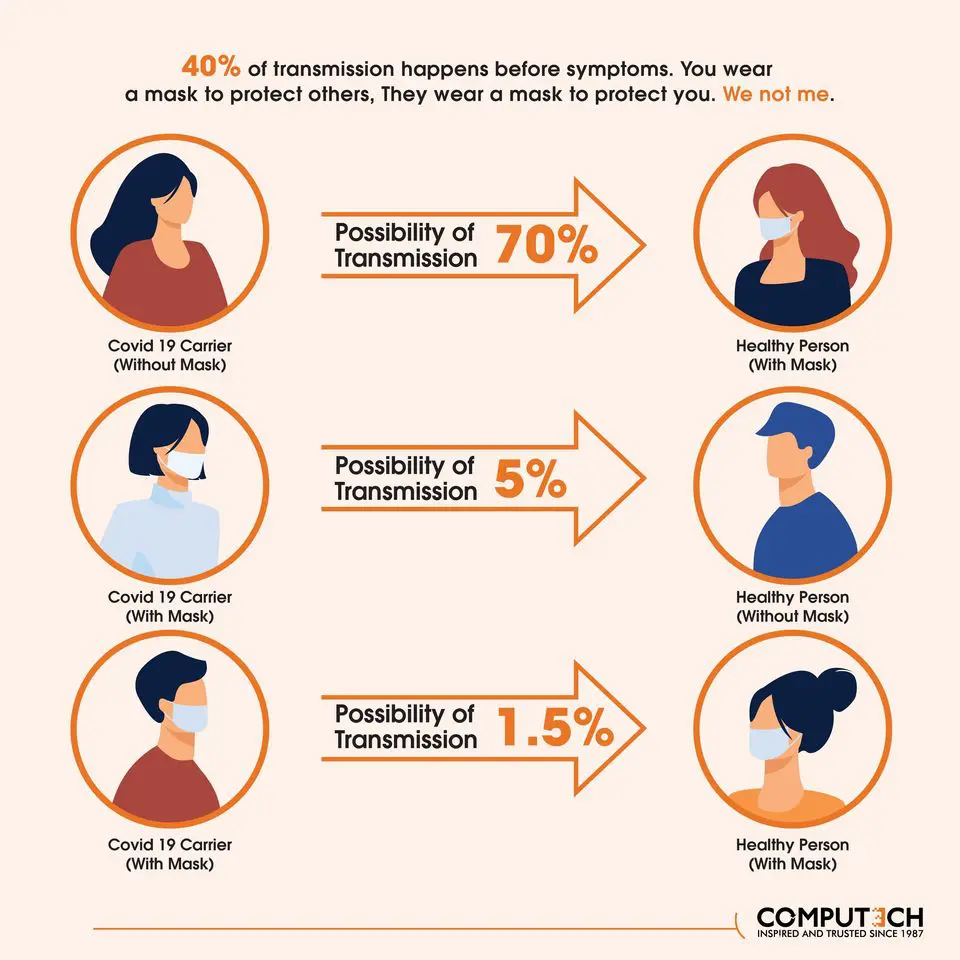 40% of transmission happens before symptoms. You wear
a mask to protect others, They wear a mask to protect you. We not me.
Possibility of
Transmission 70%
Covid 19 Carrier
(Without Mask)
Healthy Person
(With Mask)
Possibility of
Transmission 5%
Covid 19 Carrier
(With Mask)
Healthy Person
(Without Mask)
Possibility of
Transmission 1.5%
Covid 19 Carrier
(With Mask)
Healthy Person
(With Mask)
COMPUTECH
INSPIRED AND TRUSTED SINCE 1987